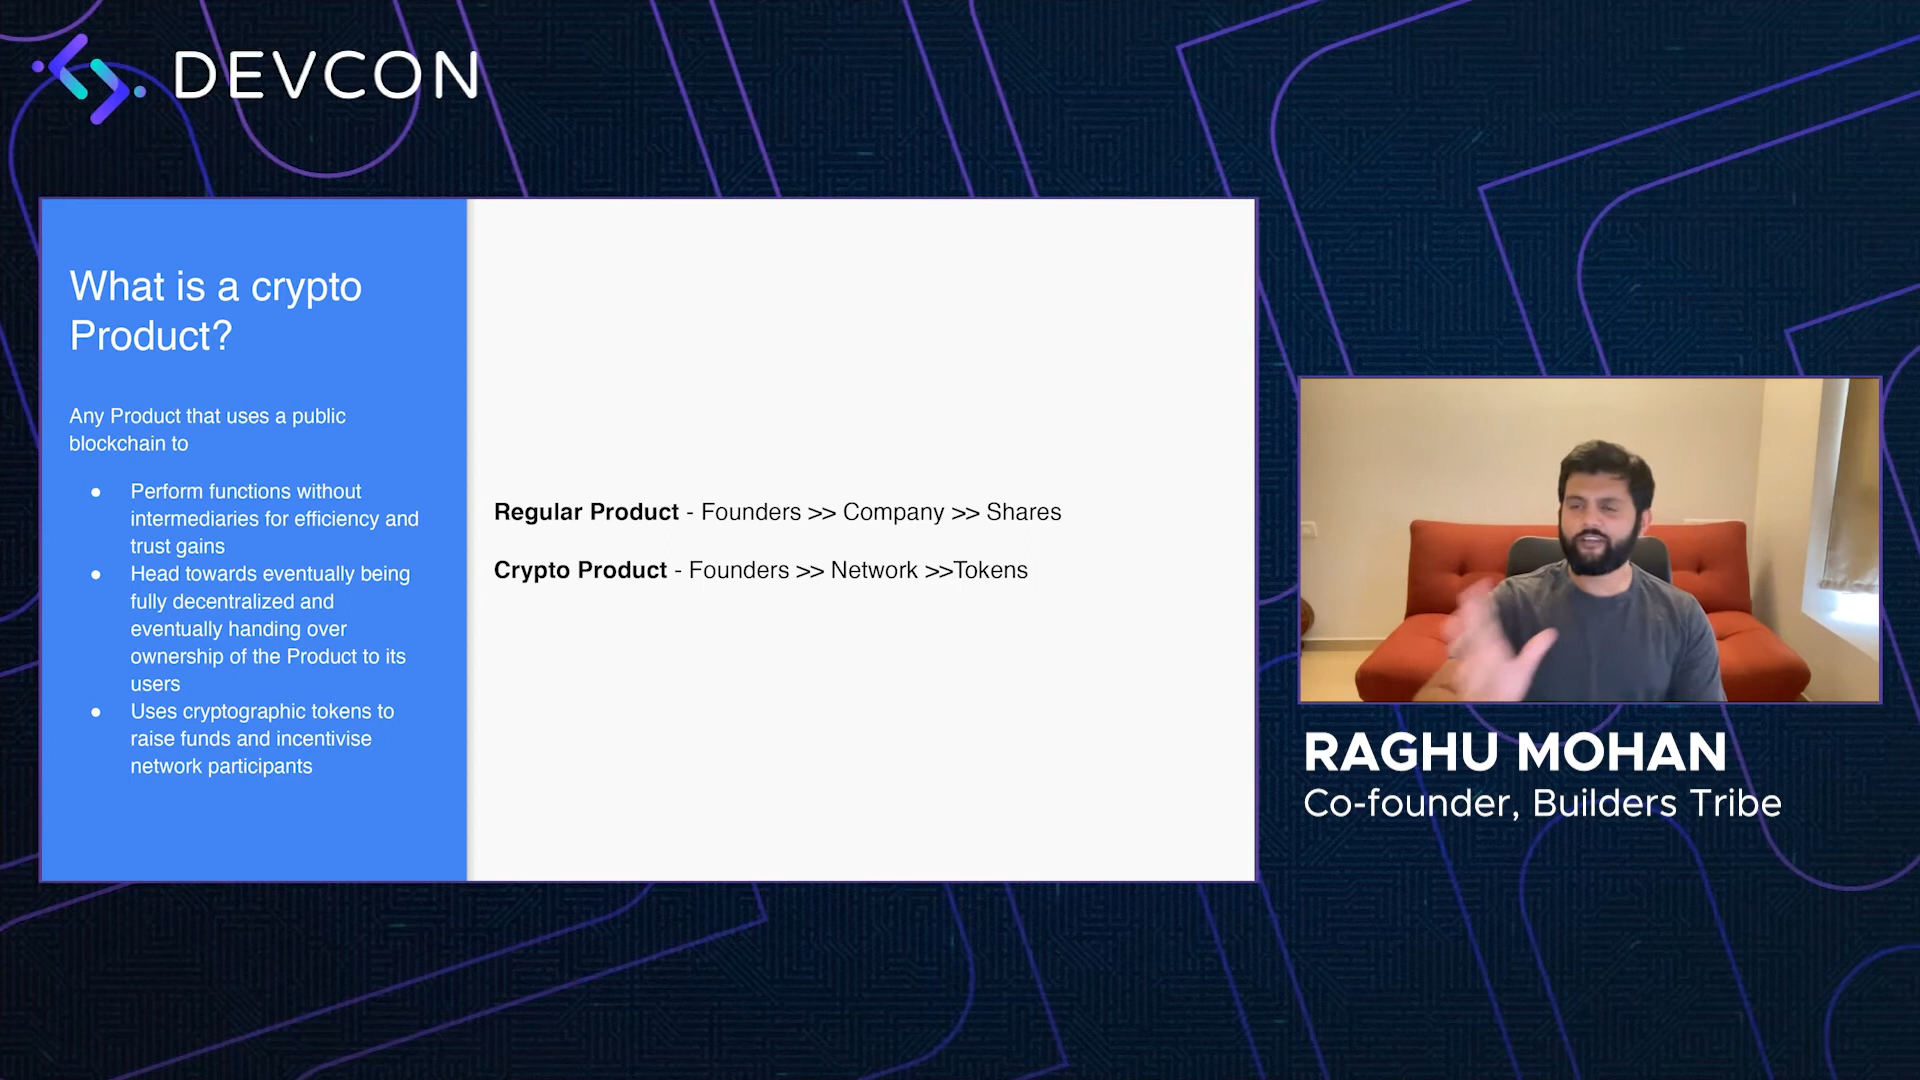 DEVCON
What is a crypto
Product?
Any Product that uses a public
blockchain to
● Perform functions without
intermediaries for efficiency and
trust gains
● Head towards eventually being
fully decentralized and
eventually handing over
ownership of the Product to its
users
● Uses cryptographic tokens to
raise funds and incentivise
network participants
Regular Product - Founders >> Company >> Shares
Crypto Product - Founders >> Network >>Tokens
RAGHU MOHAN
Co-founder, Builders Tribe